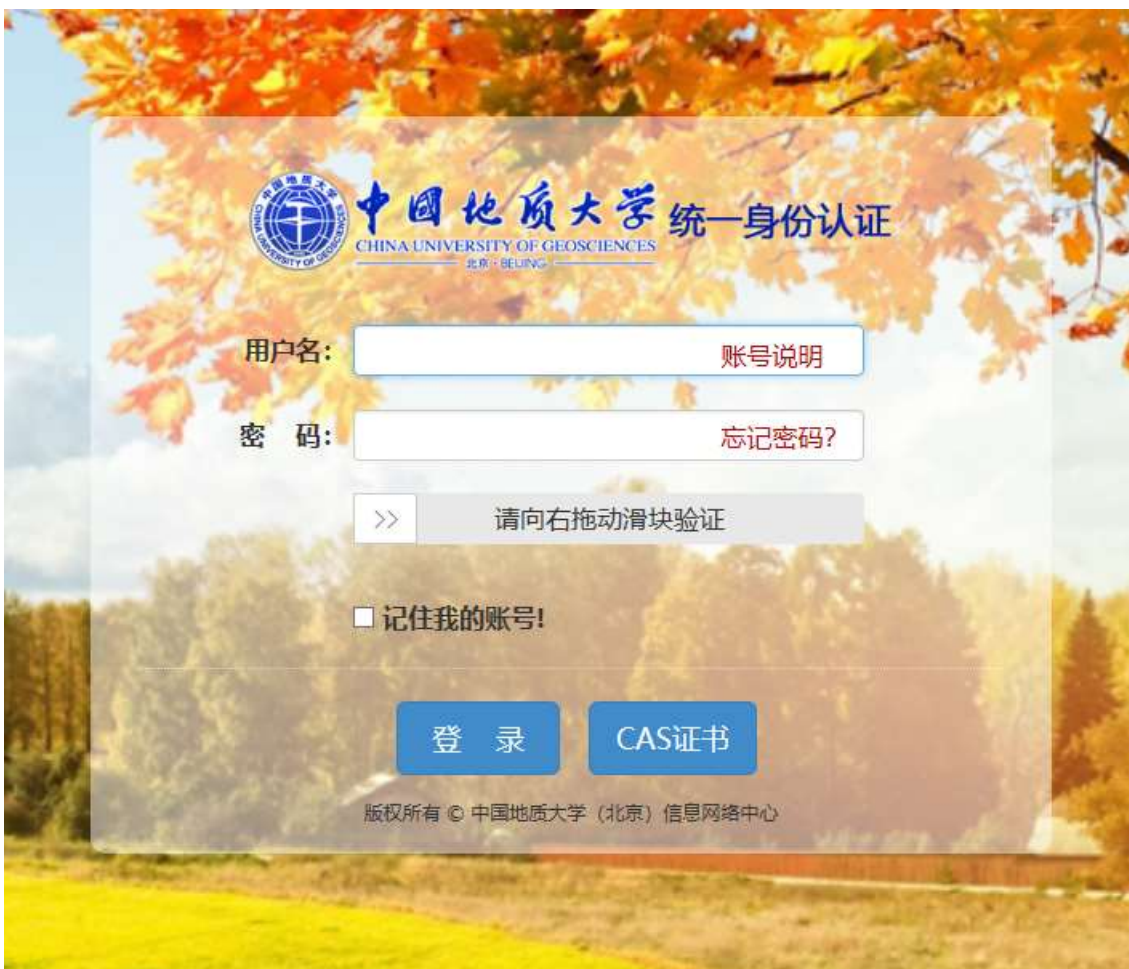 中國地质大学 统一身份认证
CHINA UNIVERSITY OF GEOSCIENCES
北京·BEIJING
用户名: 账号说明
密 码: 忘记密码?
>> 请向右拖动滑块验证
记住我的账号!
登 录 CAS证书
版权所有 © 中国地质大学（北京）信息网络中心